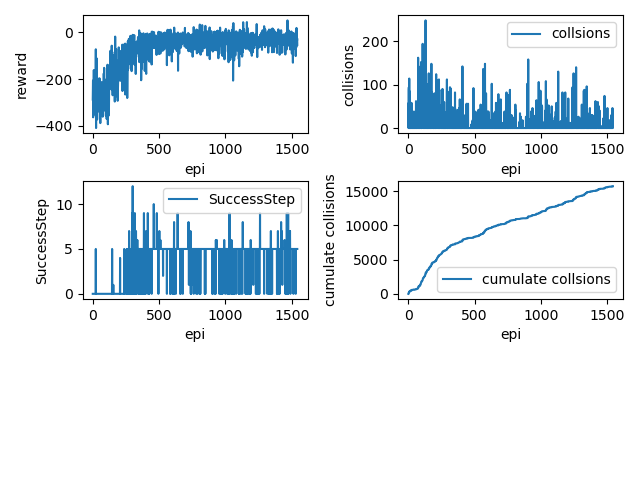 reward
0
−200
−400
0
500
1000
1500
epi
collisions
200
100
0
collsions
0
500
1000
1500
epi
SuccessStep
10
5
0
SuccessStep
0
500
1000
1500
epi
cumulate collisions
15000
10000
5000
0
cumulate collsions
0
500
1000
1500
epi